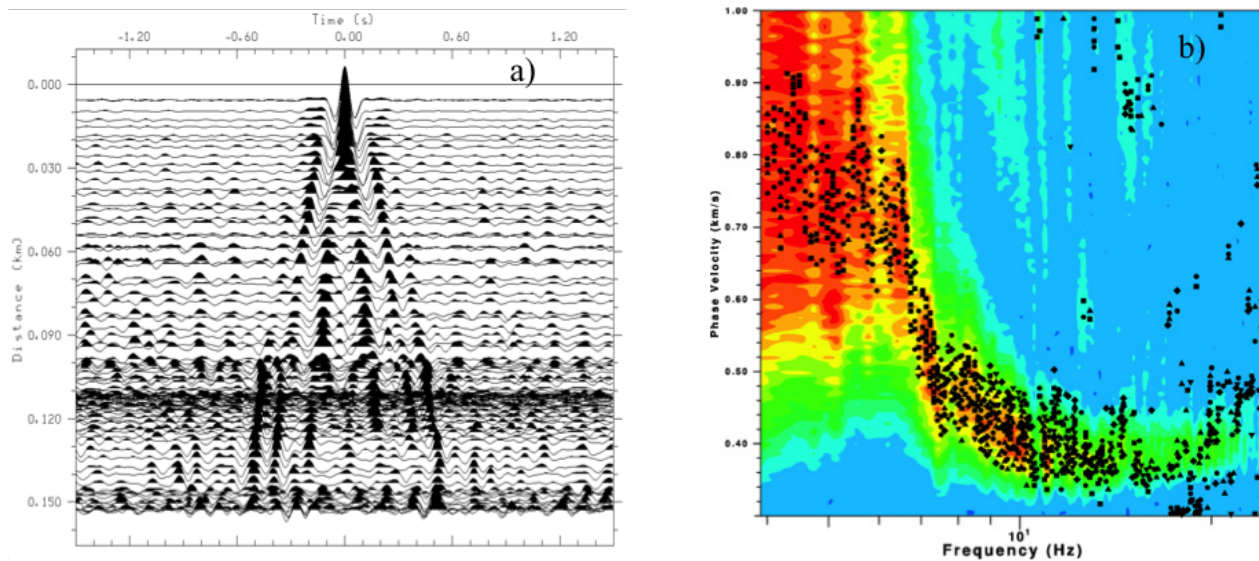 Time (s)
-1.20 -0.60 0.00 0.60 1.20
a)
0.000
0.030
0.060
0.090
0.120
0.150
Distance (km)
b)
1.00
0.90
0.80
0.70
0.60
0.50
0.40
Phase Velocity (km/s)
10¹
Frequency (Hz)